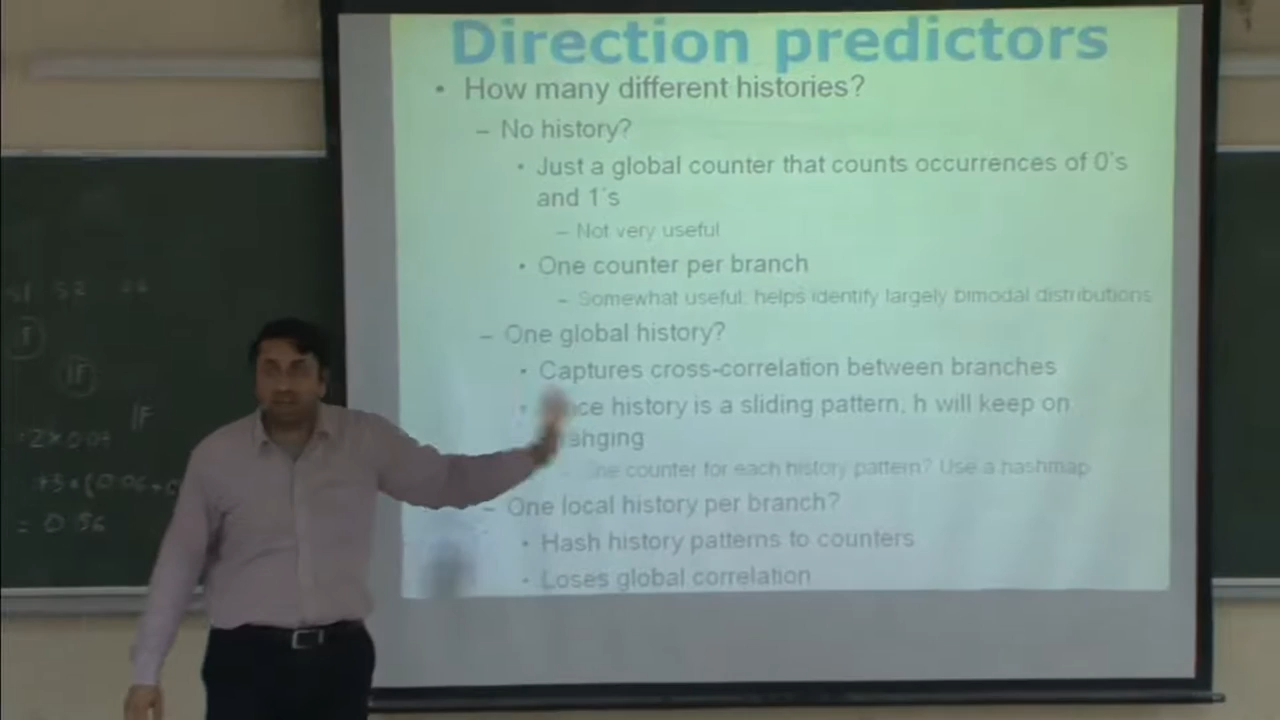 Direction predictors
• How many different histories?
– No history?
• Just a global counter that counts occurrences of 0's
and 1's
– Not very useful
• One counter per branch
– Somewhat useful: helps identify largely bimodal distributions
– One global history?
• Captures cross-correlation between branches
history is a sliding pattern, h will keep on
counter for each history pattern? Use a hashmap
– One local history per branch?
• Hash history patterns to counters
• Loses global correlation
IF
IF
= 0.56